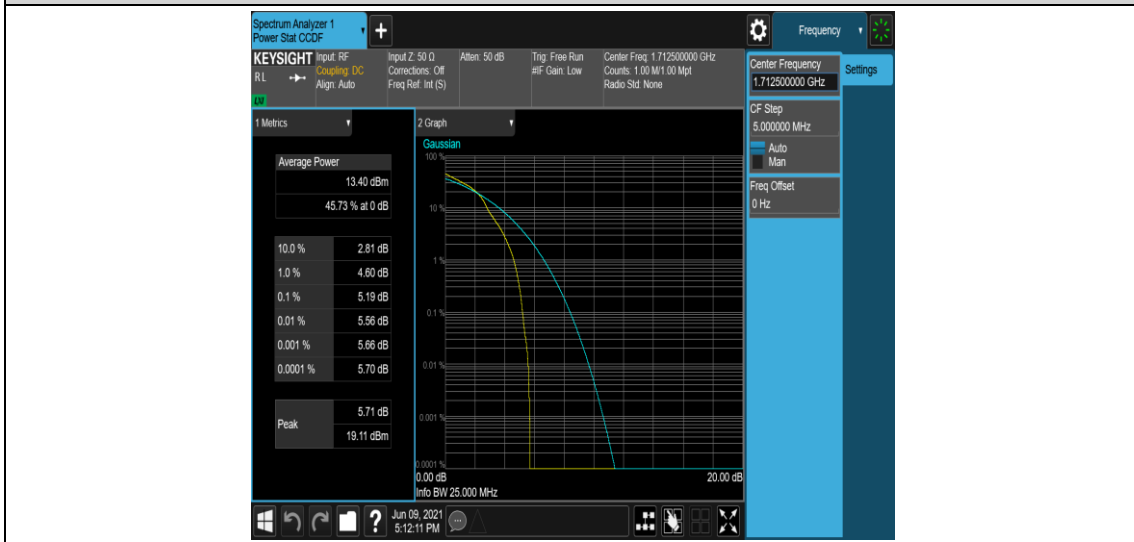 Spectrum Analyzer 1
Power Stat CCDF
+
Frequency
KEYSIGHT
RL
LXI
Input: RF
Coupling: DC
Align: Auto
Input Z: 50 Ω
Corrections: Off
Freq Ref: Int (S)
Atten: 50 dB
Trig: Free Run
#IF Gain: Low
Center Freq: 1.712500000 GHz
Counts: 1.00 M/1.00 Mpt
Radio Std: None
Center Frequency
1.712500000 GHz
Settings
CF Step
5.000000 MHz
Auto
Man
Freq Offset
0 Hz
1 Metrics
Average Power
13.40 dBm
45.73 % at 0 dB
10.0 % 2.81 dB
1.0 % 4.60 dB
0.1 % 5.19 dB
0.01 % 5.56 dB
0.001 % 5.66 dB
0.0001 % 5.70 dB
Peak
5.71 dB
19.11 dBm
2 Graph
Gaussian
100 %
10 %
1 %
0.1 %
0.01 %
0.001 %
0.0001 %
0.00 dB 20.00 dB
Info BW 25.000 MHz
?
Jun 09, 2021
5:12:11 PM